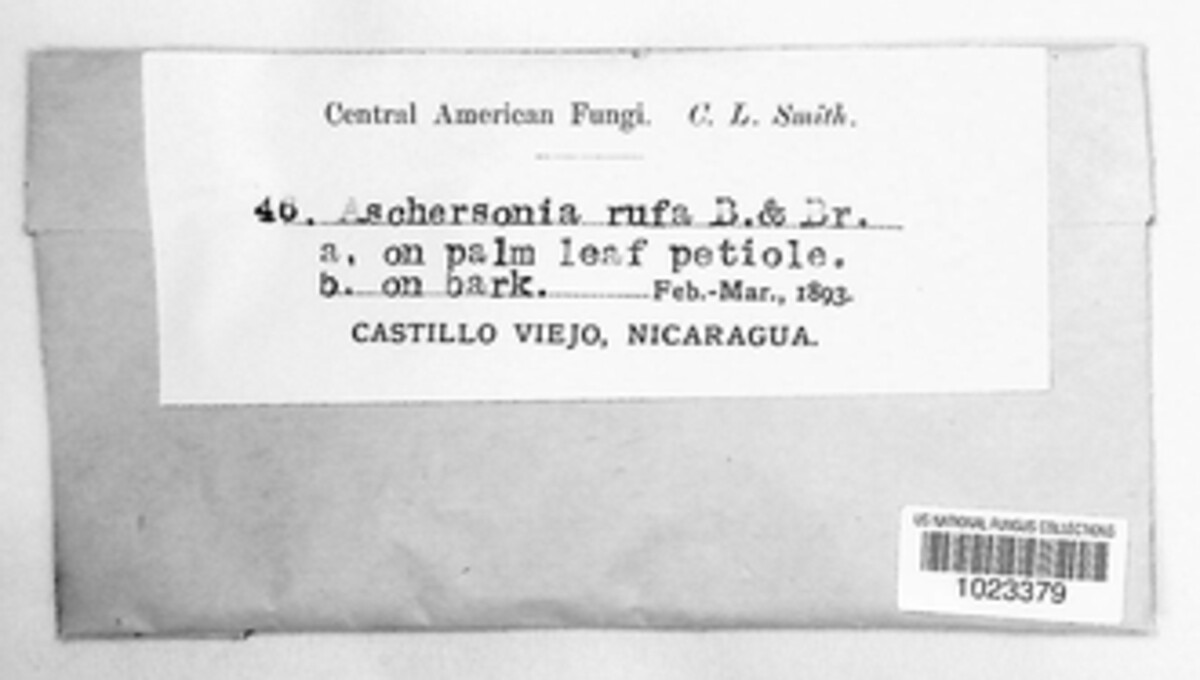 Central American Fungi. C. L. Smith.
46. Aschersonia rufa B.& Br.
a. on palm leaf petiole.
b. on bark. Feb.-Mar., 1893.
CASTILLO VIEJO, NICARAGUA.
US NATIONAL FUNGUS COLLECTIONS
1023379